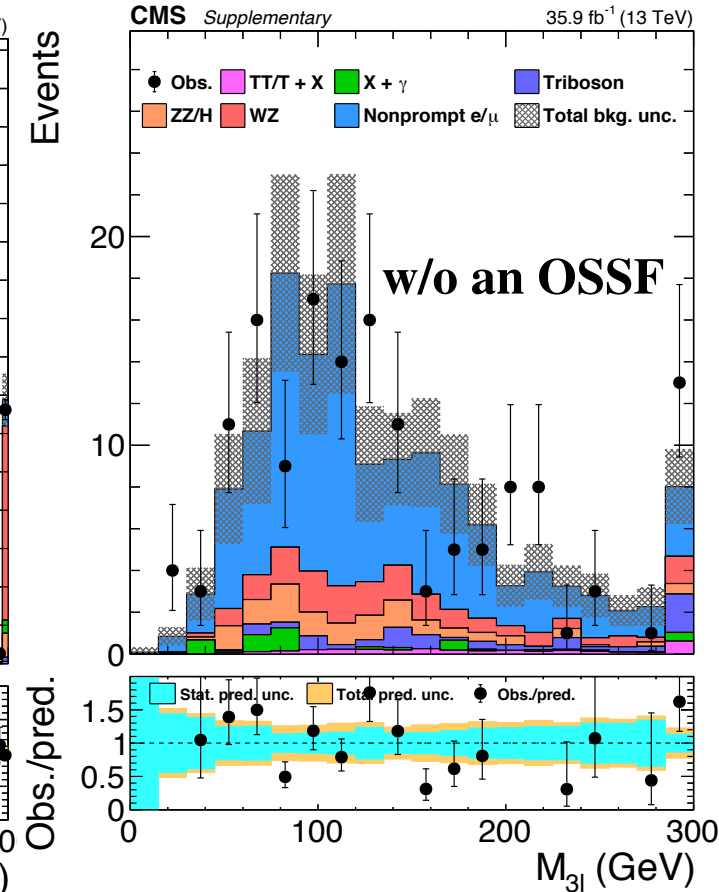 CMS Supplementary 35.9 fb⁻¹ (13 TeV)
)
Events
Obs. TT/T + X X + γ Triboson
ZZ/H WZ Nonprompt e/μ Total bkg. unc.
20
w/o an OSSF
10
0
Stat. pred. unc. Total pred. unc. Obs./pred.
Obs./pred.
1.5
1
0.5
0
0 0 100 200 300
) M₃ₗ (GeV)